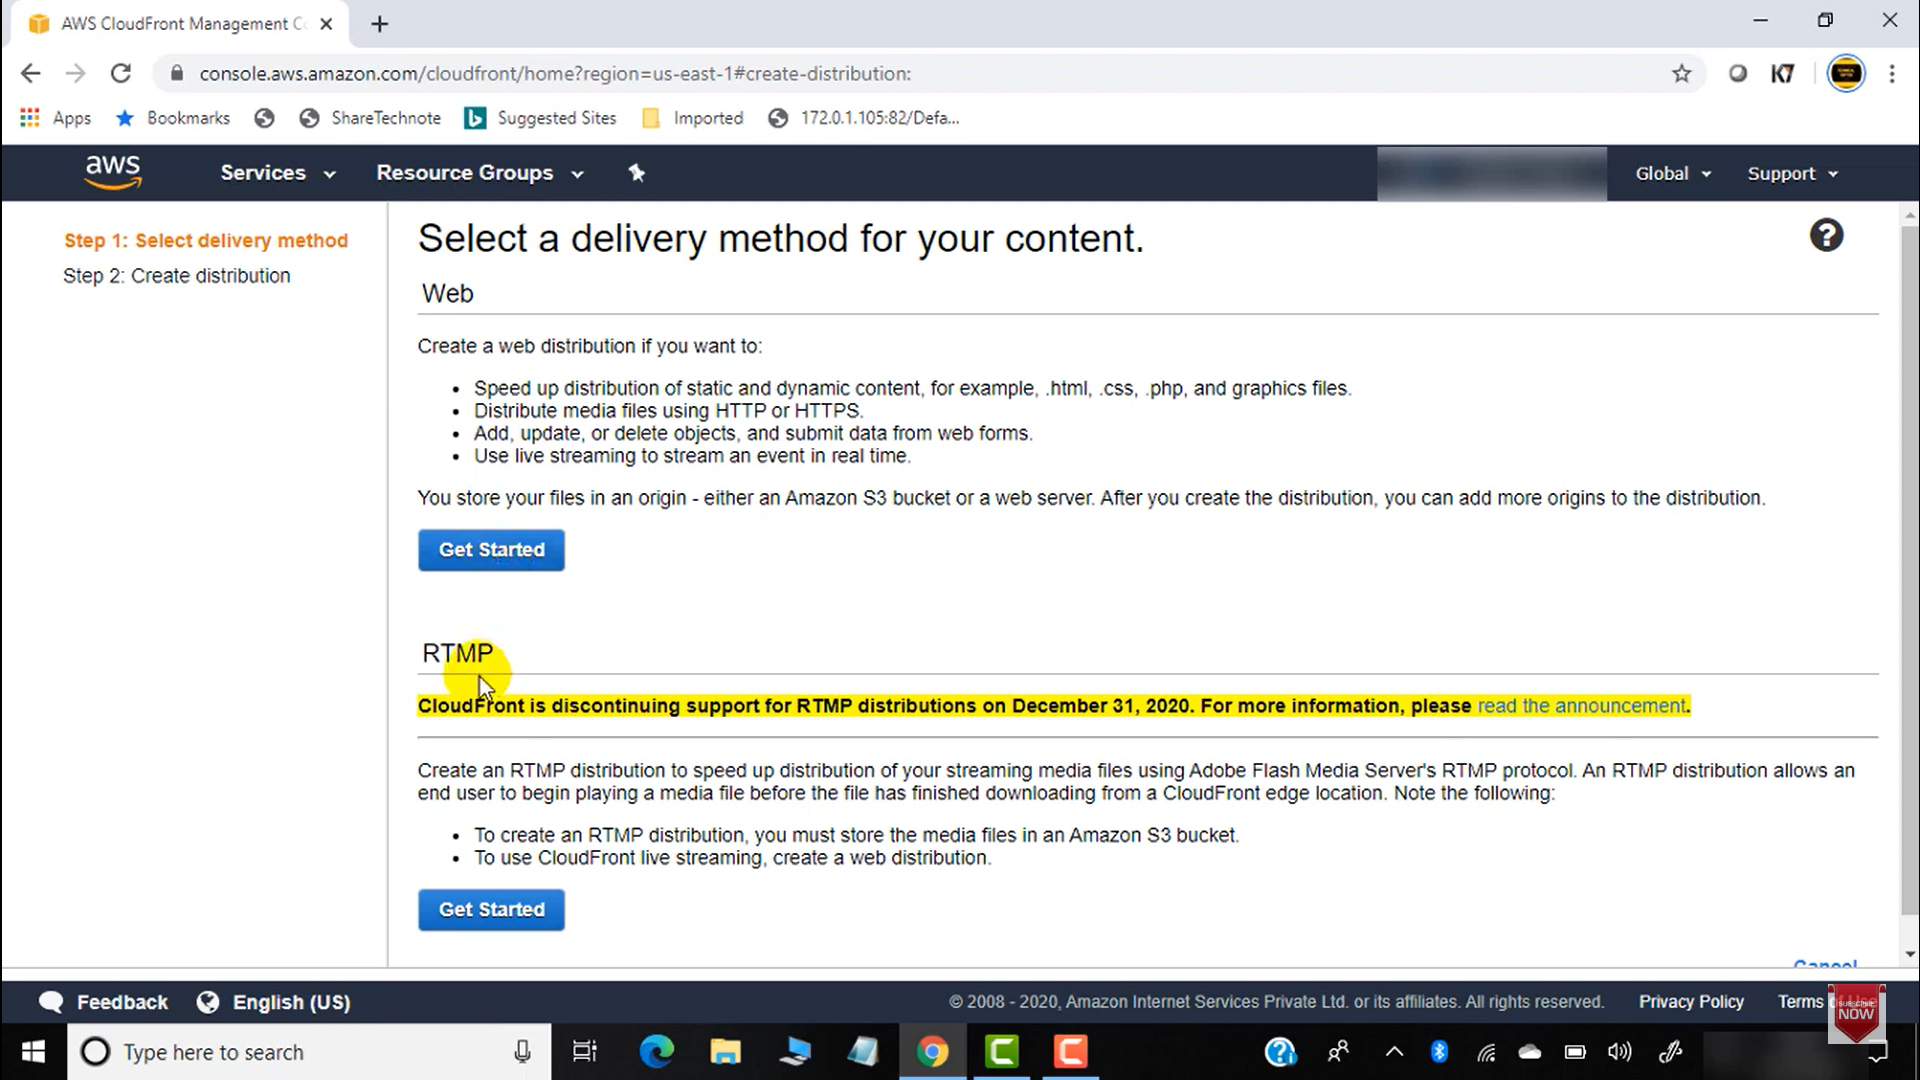 AWS CloudFront Management C
console.aws.amazon.com/cloudfront/home?region=us-east-1#create-distribution:
K7
Apps Bookmarks ShareTechnote Suggested Sites Imported 172.0.1.105:82/Defa...
aws Services Resource Groups Global Support
Step 1: Select delivery method
Step 2: Create distribution
Select a delivery method for your content.
Web
Create a web distribution if you want to:
• Speed up distribution of static and dynamic content, for example, .html, .css, .php, and graphics files.
• Distribute media files using HTTP or HTTPS.
• Add, update, or delete objects, and submit data from web forms.
• Use live streaming to stream an event in real time.
You store your files in an origin - either an Amazon S3 bucket or a web server. After you create the distribution, you can add more origins to the distribution.
Get Started
RTMP
CloudFront is discontinuing support for RTMP distributions on December 31, 2020. For more information, please read the announcement.
Create an RTMP distribution to speed up distribution of your streaming media files using Adobe Flash Media Server's RTMP protocol. An RTMP distribution allows an
end user to begin playing a media file before the file has finished downloading from a CloudFront edge location. Note the following:
• To create an RTMP distribution, you must store the media files in an Amazon S3 bucket.
• To use CloudFront live streaming, create a web distribution.
Get Started
Cancel
Feedback English (US) © 2008 - 2020, Amazon Internet Services Private Ltd. or its affiliates. All rights reserved. Privacy Policy Terms of Use
SUBSCRIBE
NOW
Type here to search